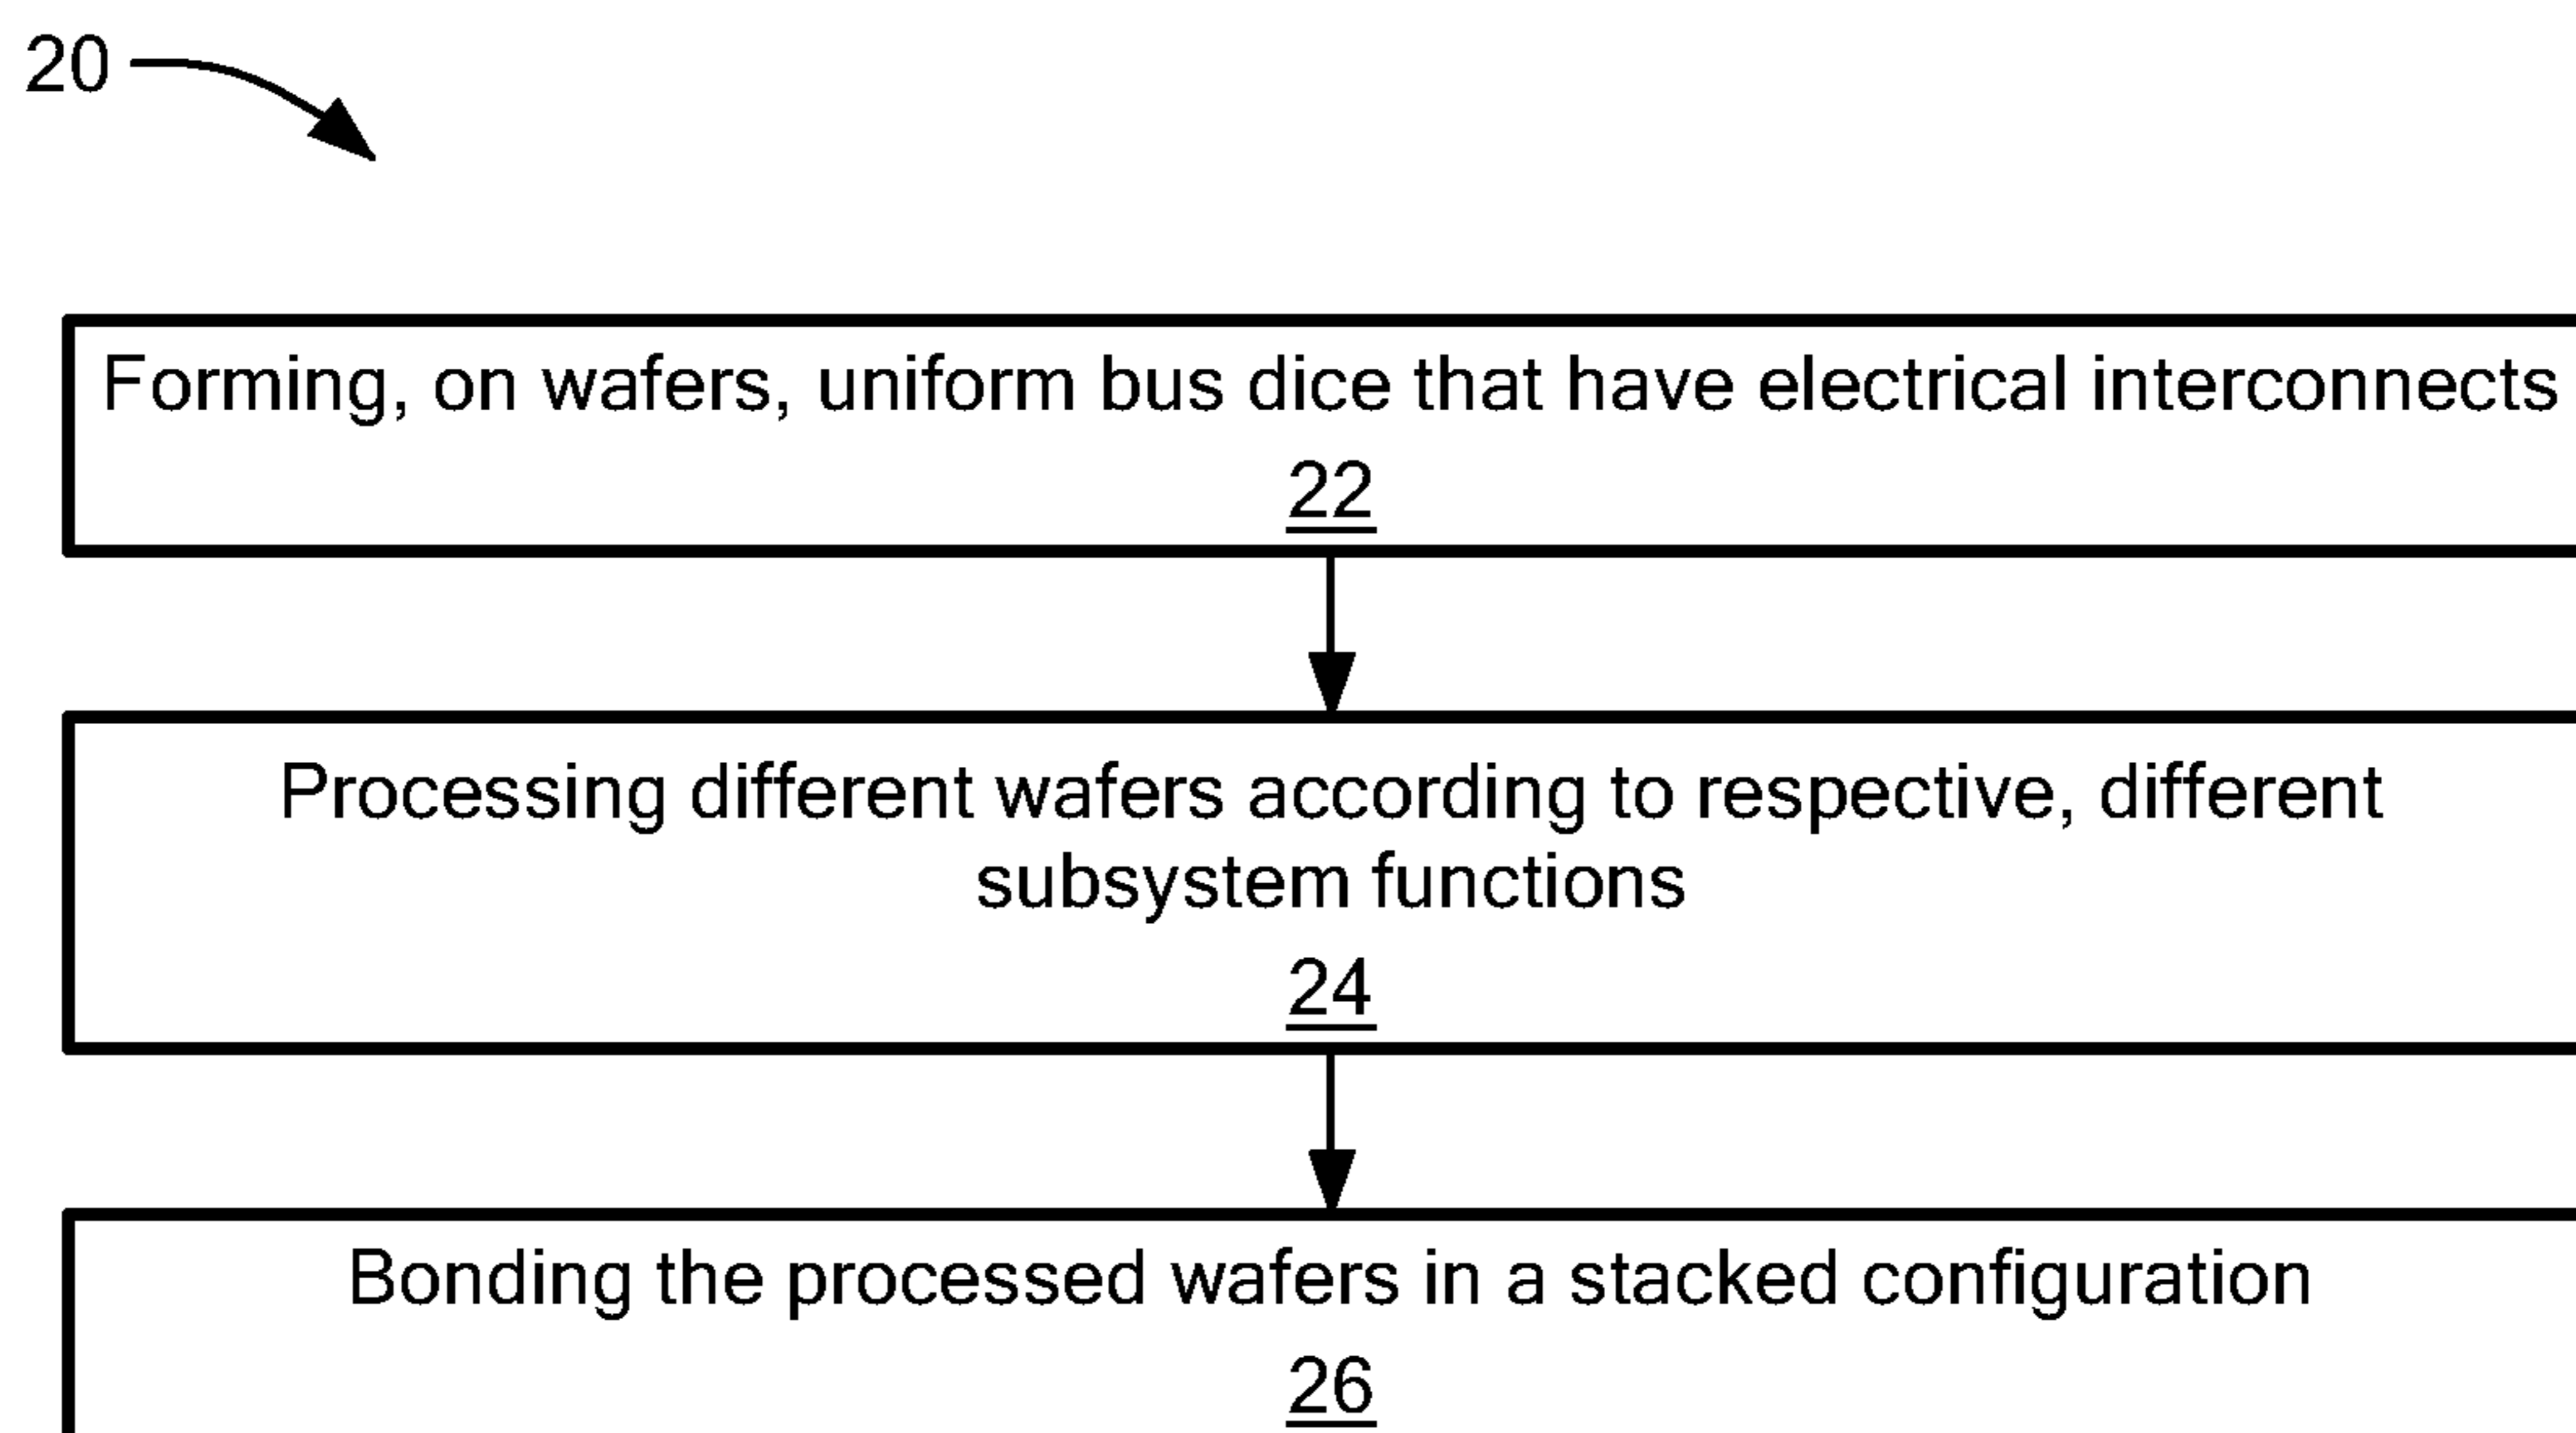 20
Forming, on wafers, uniform bus dice that have electrical interconnects
22
Processing different wafers according to respective, different
subsystem functions
24
Bonding the processed wafers in a stacked configuration
26